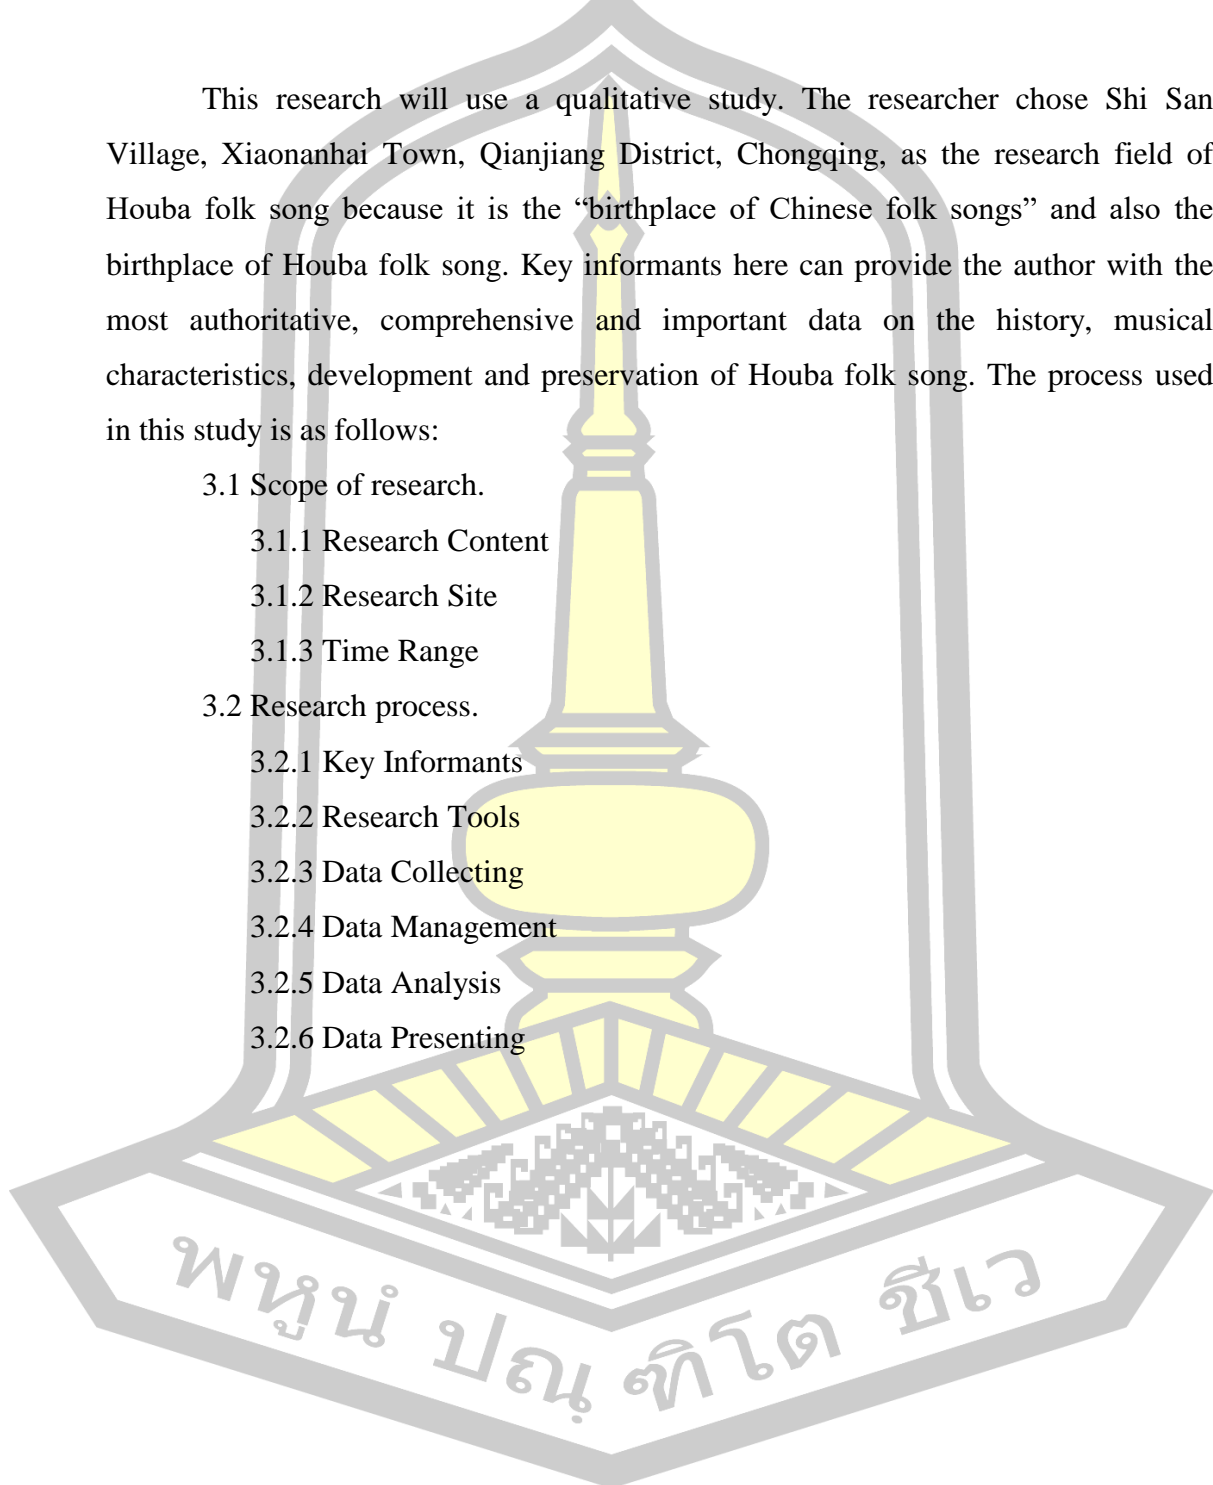 This research will use a qualitative study. The researcher chose Shi San
Village, Xiaonanhai Town, Qianjiang District, Chongqing, as the research field of
Houba folk song because it is the “birthplace of Chinese folk songs” and also the
birthplace of Houba folk song. Key informants here can provide the author with the
most authoritative, comprehensive and important data on the history, musical
characteristics, development and preservation of Houba folk song. The process used
in this study is as follows:
3.1 Scope of research.
3.1.1 Research Content
3.1.2 Research Site
3.1.3 Time Range
3.2 Research process.
3.2.1 Key Informants
3.2.2 Research Tools
3.2.3 Data Collecting
3.2.4 Data Management
3.2.5 Data Analysis
3.2.6 Data Presenting
พหูนํ ปณฺฑิโต ชีเว